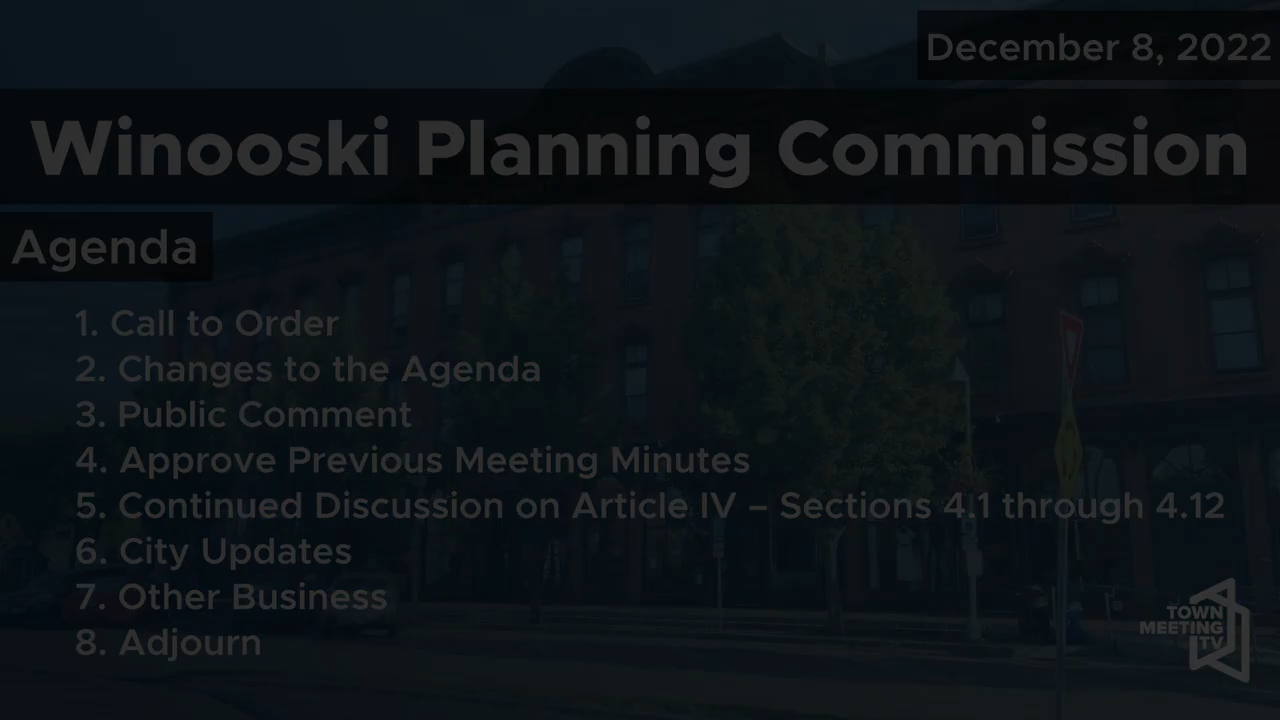 December 8, 2022
Winooski Planning Commission
Agenda
1. Call to Order
2. Changes to the Agenda
3. Public Comment
4. Approve Previous Meeting Minutes
5. Continued Discussion on Article IV – Sections 4.1 through 4.12
6. City Updates
7. Other Business
8. Adjourn
TOWN
MEETING
TV